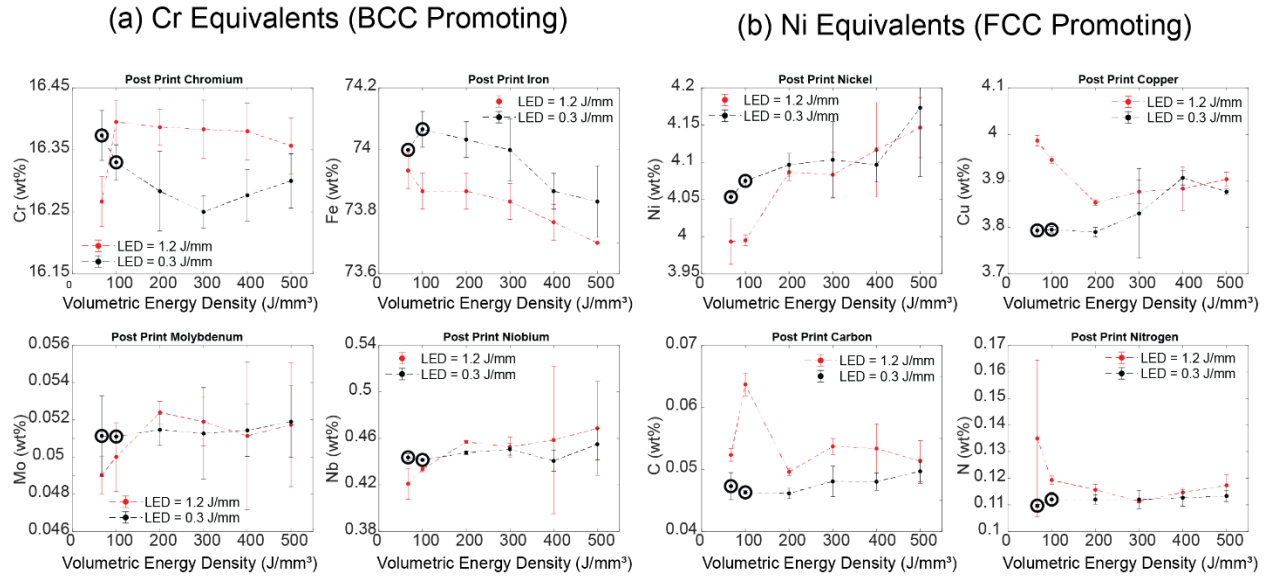 (a) Cr Equivalents (BCC Promoting)
(b) Ni Equivalents (FCC Promoting)
Post Print Chromium
16.45
16.35
16.25
16.15
Cr (wt%)
LED = 1.2 J/mm
LED = 0.3 J/mm
0 100 200 300 400 500
Volumetric Energy Density (J/mm³)
Post Print Iron
74.2
74
73.8
73.6
Fe (wt%)
LED = 1.2 J/mm
LED = 0.3 J/mm
0 100 200 300 400 500
Volumetric Energy Density (J/mm³)
Post Print Nickel
4.2
4.15
4.1
4.05
4
3.95
Ni (wt%)
LED = 1.2 J/mm
LED = 0.3 J/mm
0 100 200 300 400 500
Volumetric Energy Density (J/mm³)
Post Print Copper
4.1
4
3.9
3.8
3.7
Cu (wt%)
LED = 1.2 J/mm
LED = 0.3 J/mm
0 100 200 300 400 500
Volumetric Energy Density (J/mm³)
Post Print Molybdenum
0.056
0.054
0.052
0.05
0.048
0.046
Mo (wt%)
LED = 1.2 J/mm
LED = 0.3 J/mm
0 100 200 300 400 500
Volumetric Energy Density (J/mm³)
Post Print Niobium
0.54
0.5
0.46
0.42
0.38
Nb (wt%)
LED = 1.2 J/mm
LED = 0.3 J/mm
0 100 200 300 400 500
Volumetric Energy Density (J/mm³)
Post Print Carbon
0.07
0.06
0.05
0.04
C (wt%)
LED = 1.2 J/mm
LED = 0.3 J/mm
0 100 200 300 400 500
Volumetric Energy Density (J/mm³)
Post Print Nitrogen
0.17
0.16
0.15
0.14
0.13
0.12
0.11
0.1
N (wt%)
LED = 1.2 J/mm
LED = 0.3 J/mm
0 100 200 300 400 500
Volumetric Energy Density (J/mm³)